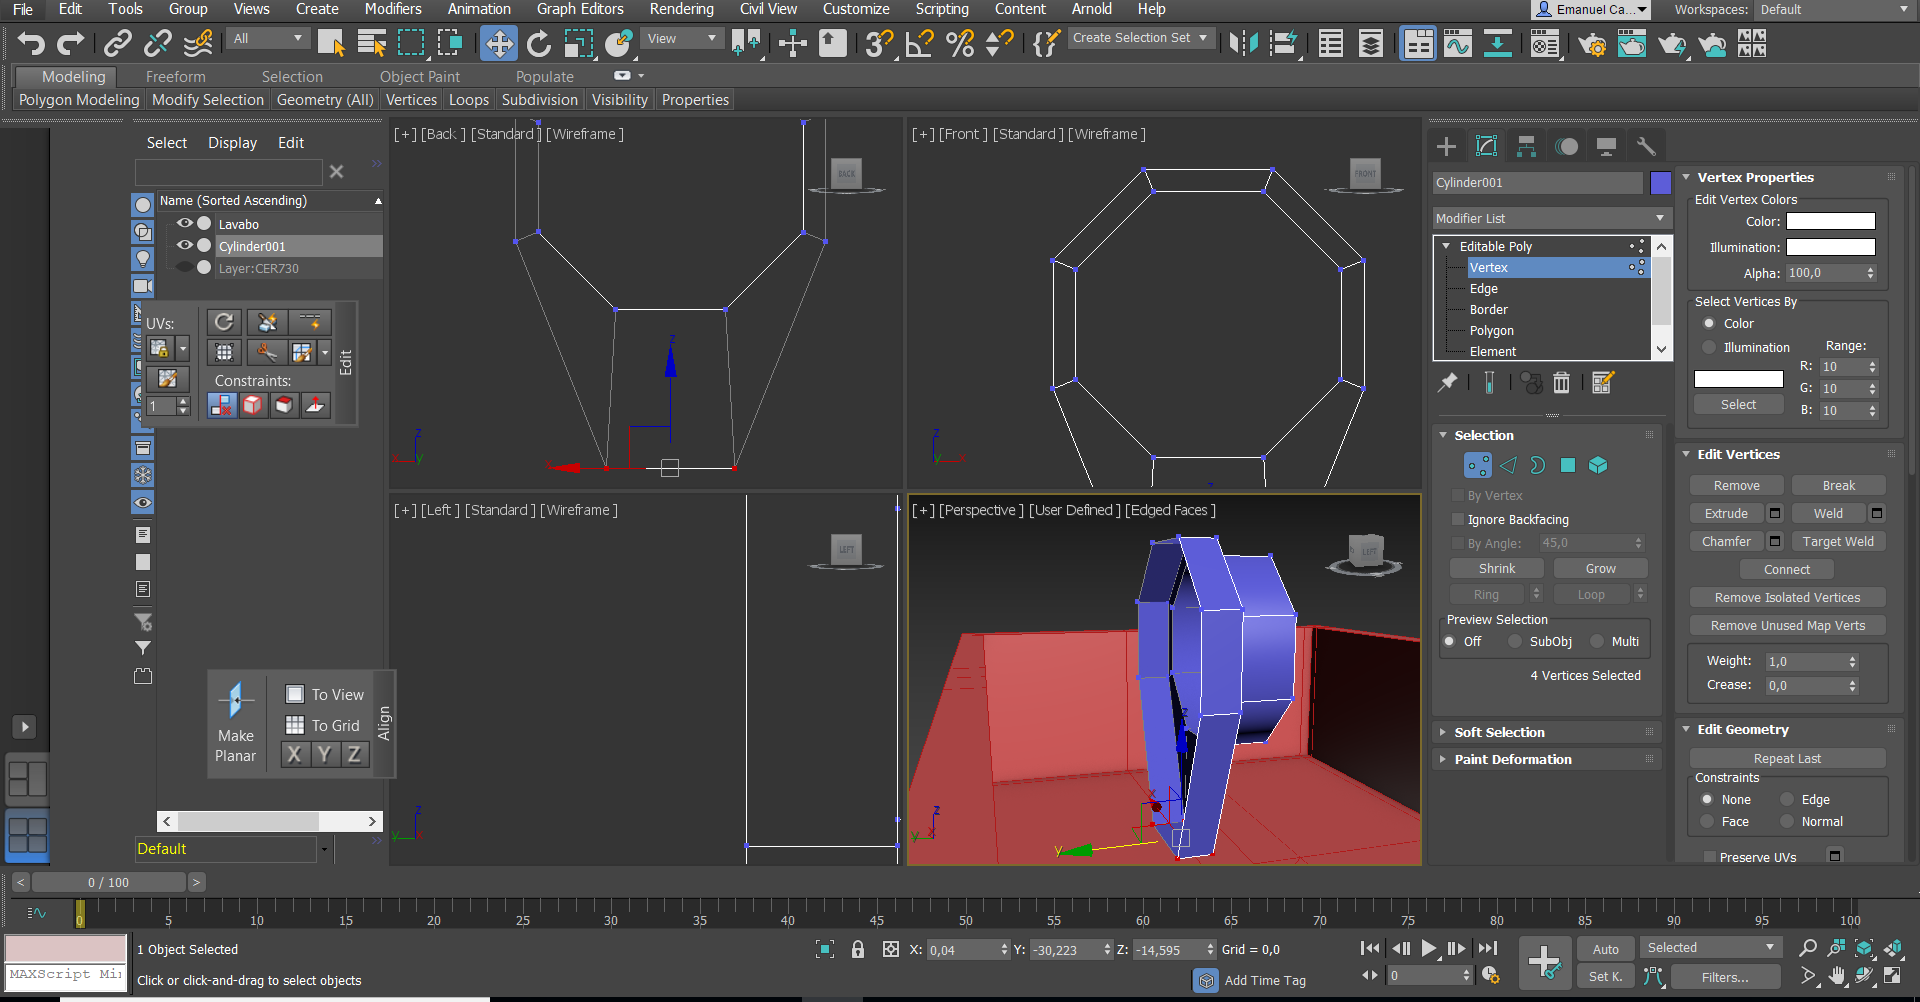 File Edit Tools Group Views Create Modifiers Animation Graph Editors Rendering Civil View Customize Scripting Content Arnold Help Emanuel Ca... Workspaces: Default
All View Create Selection Set
Modeling Freeform Selection Object Paint Populate
Polygon Modeling Modify Selection Geometry (All) Vertices Loops Subdivision Visibility Properties
Select Display Edit
Name (Sorted Ascending)
Lavabo
Cylinder001
Layer:CER730
UVs:
Constraints:
1
Edit
Make Planar
To View
To Grid
X Y Z
Align
Default
[+] [Back ] [Standard ] [Wireframe ]
BACK
z
x
z
x y
[+] [Front ] [Standard ] [Wireframe ]
FRONT
z
y x
z
[+] [Left ] [Standard ] [Wireframe ]
LEFT
z
y x
[+] [Perspective ] [User Defined ] [Edged Faces ]
LEFT
z
x
y
z
y x
Cylinder001
Modifier List
Editable Poly
Vertex
Edge
Border
Polygon
Element
Selection
By Vertex
Ignore Backfacing
By Angle: 45,0
Shrink Grow
Ring Loop
Preview Selection
Off SubObj Multi
4 Vertices Selected
Soft Selection
Paint Deformation
Vertex Properties
Edit Vertex Colors
Color:
Illumination:
Alpha: 100,0
Select Vertices By
Color
Illumination Range:
R: 10
G: 10
Select B: 10
Edit Vertices
Remove Break
Extrude Weld
Chamfer Target Weld
Connect
Remove Isolated Vertices
Remove Unused Map Verts
Weight: 1,0
Crease: 0,0
Edit Geometry
Repeat Last
Constraints
None Edge
Face Normal
Preserve UVs
< 0 / 100 >
0 5 10 15 20 25 30 35 40 45 50 55 60 65 70 75 80 85 90 95 100
1 Object Selected X: 0,04 Y: -30,223 Z: -14,595 Grid = 0,0 Auto Selected
MAXScript Mi
Click or click-and-drag to select objects Add Time Tag 0 Set K. Filters...